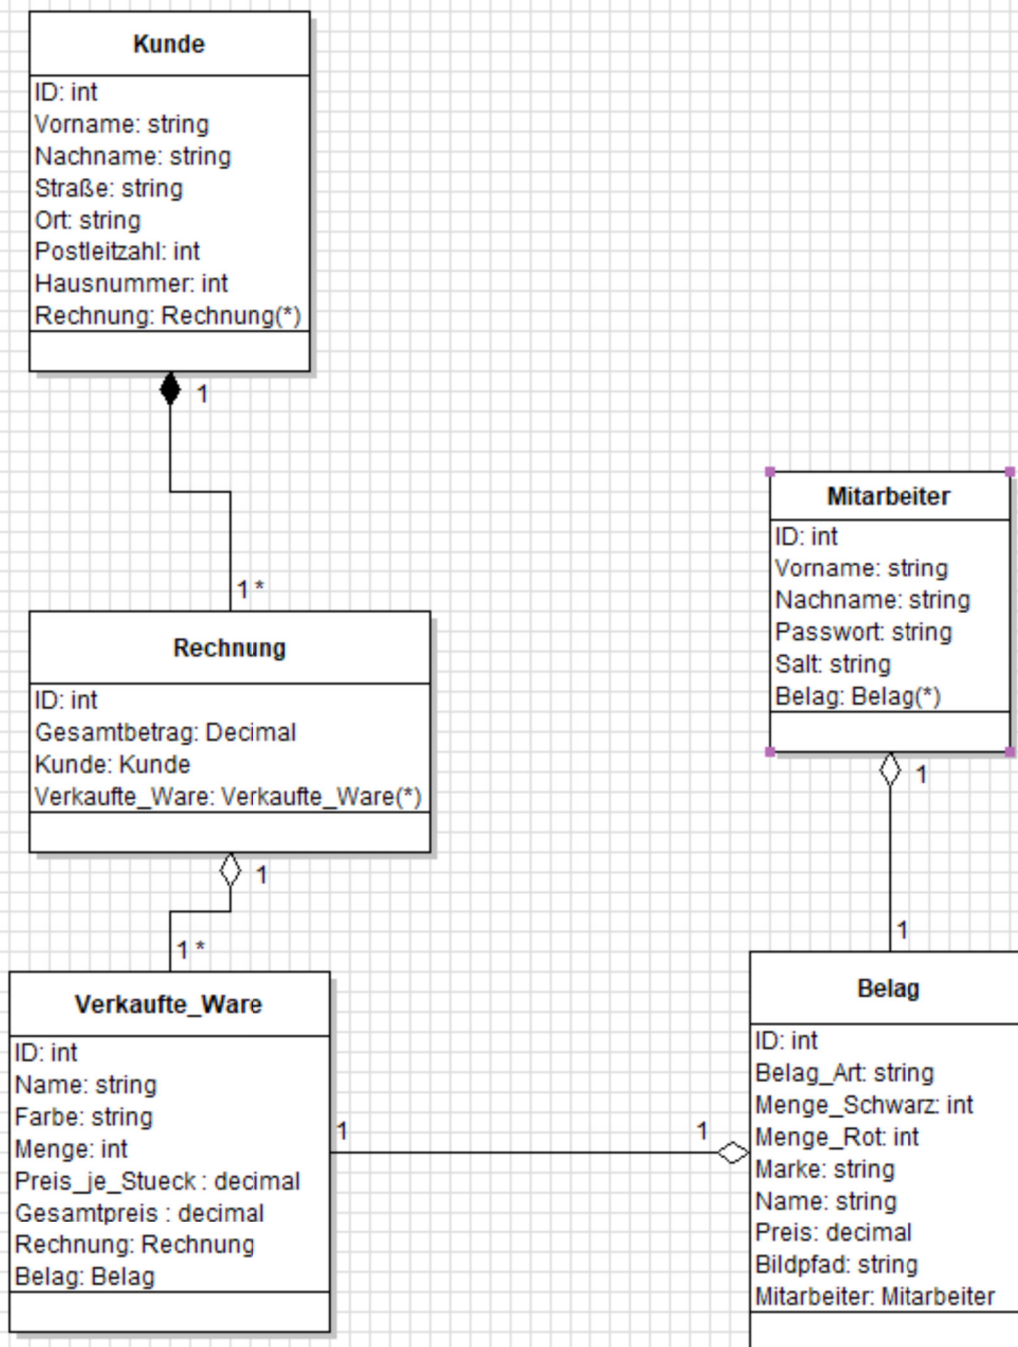 Kunde
ID: int
Vorname: string
Nachname: string
Straße: string
Ort: string
Postleitzahl: int
Hausnummer: int
Rechnung: Rechnung(*)
1
1 *
Rechnung
ID: int
Gesamtbetrag: Decimal
Kunde: Kunde
Verkaufte_Ware: Verkaufte_Ware(*)
1
1 *
Verkaufte_Ware
ID: int
Name: string
Farbe: string
Menge: int
Preis_je_Stueck : decimal
Gesamtpreis : decimal
Rechnung: Rechnung
Belag: Belag
1
1
Mitarbeiter
ID: int
Vorname: string
Nachname: string
Passwort: string
Salt: string
Belag: Belag(*)
1
1
Belag
ID: int
Belag_Art: string
Menge_Schwarz: int
Menge_Rot: int
Marke: string
Name: string
Preis: decimal
Bildpfad: string
Mitarbeiter: Mitarbeiter